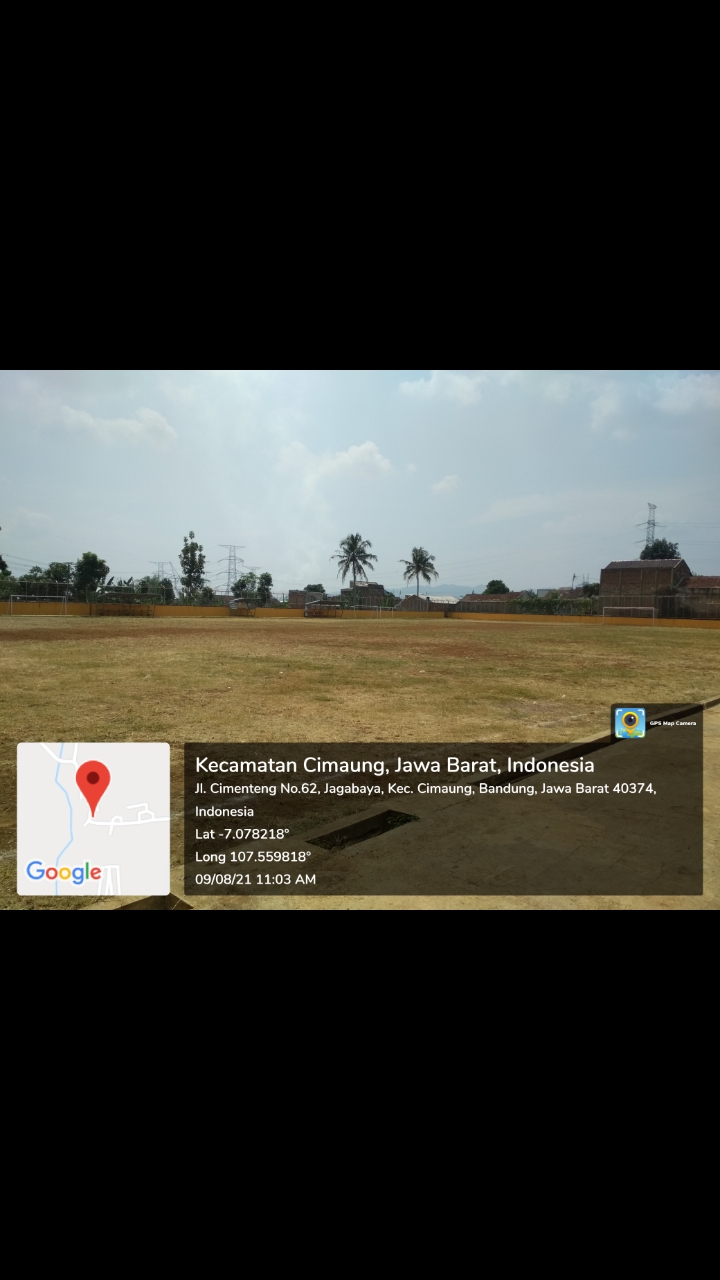 GPS Map Camera
Kecamatan Cimaung, Jawa Barat, Indonesia
Jl. Cimenteng No.62, Jagabaya, Kec. Cimaung, Bandung, Jawa Barat 40374,
Indonesia
Lat -7.078218°
Long 107.559818°
09/08/21 11:03 AM
Google